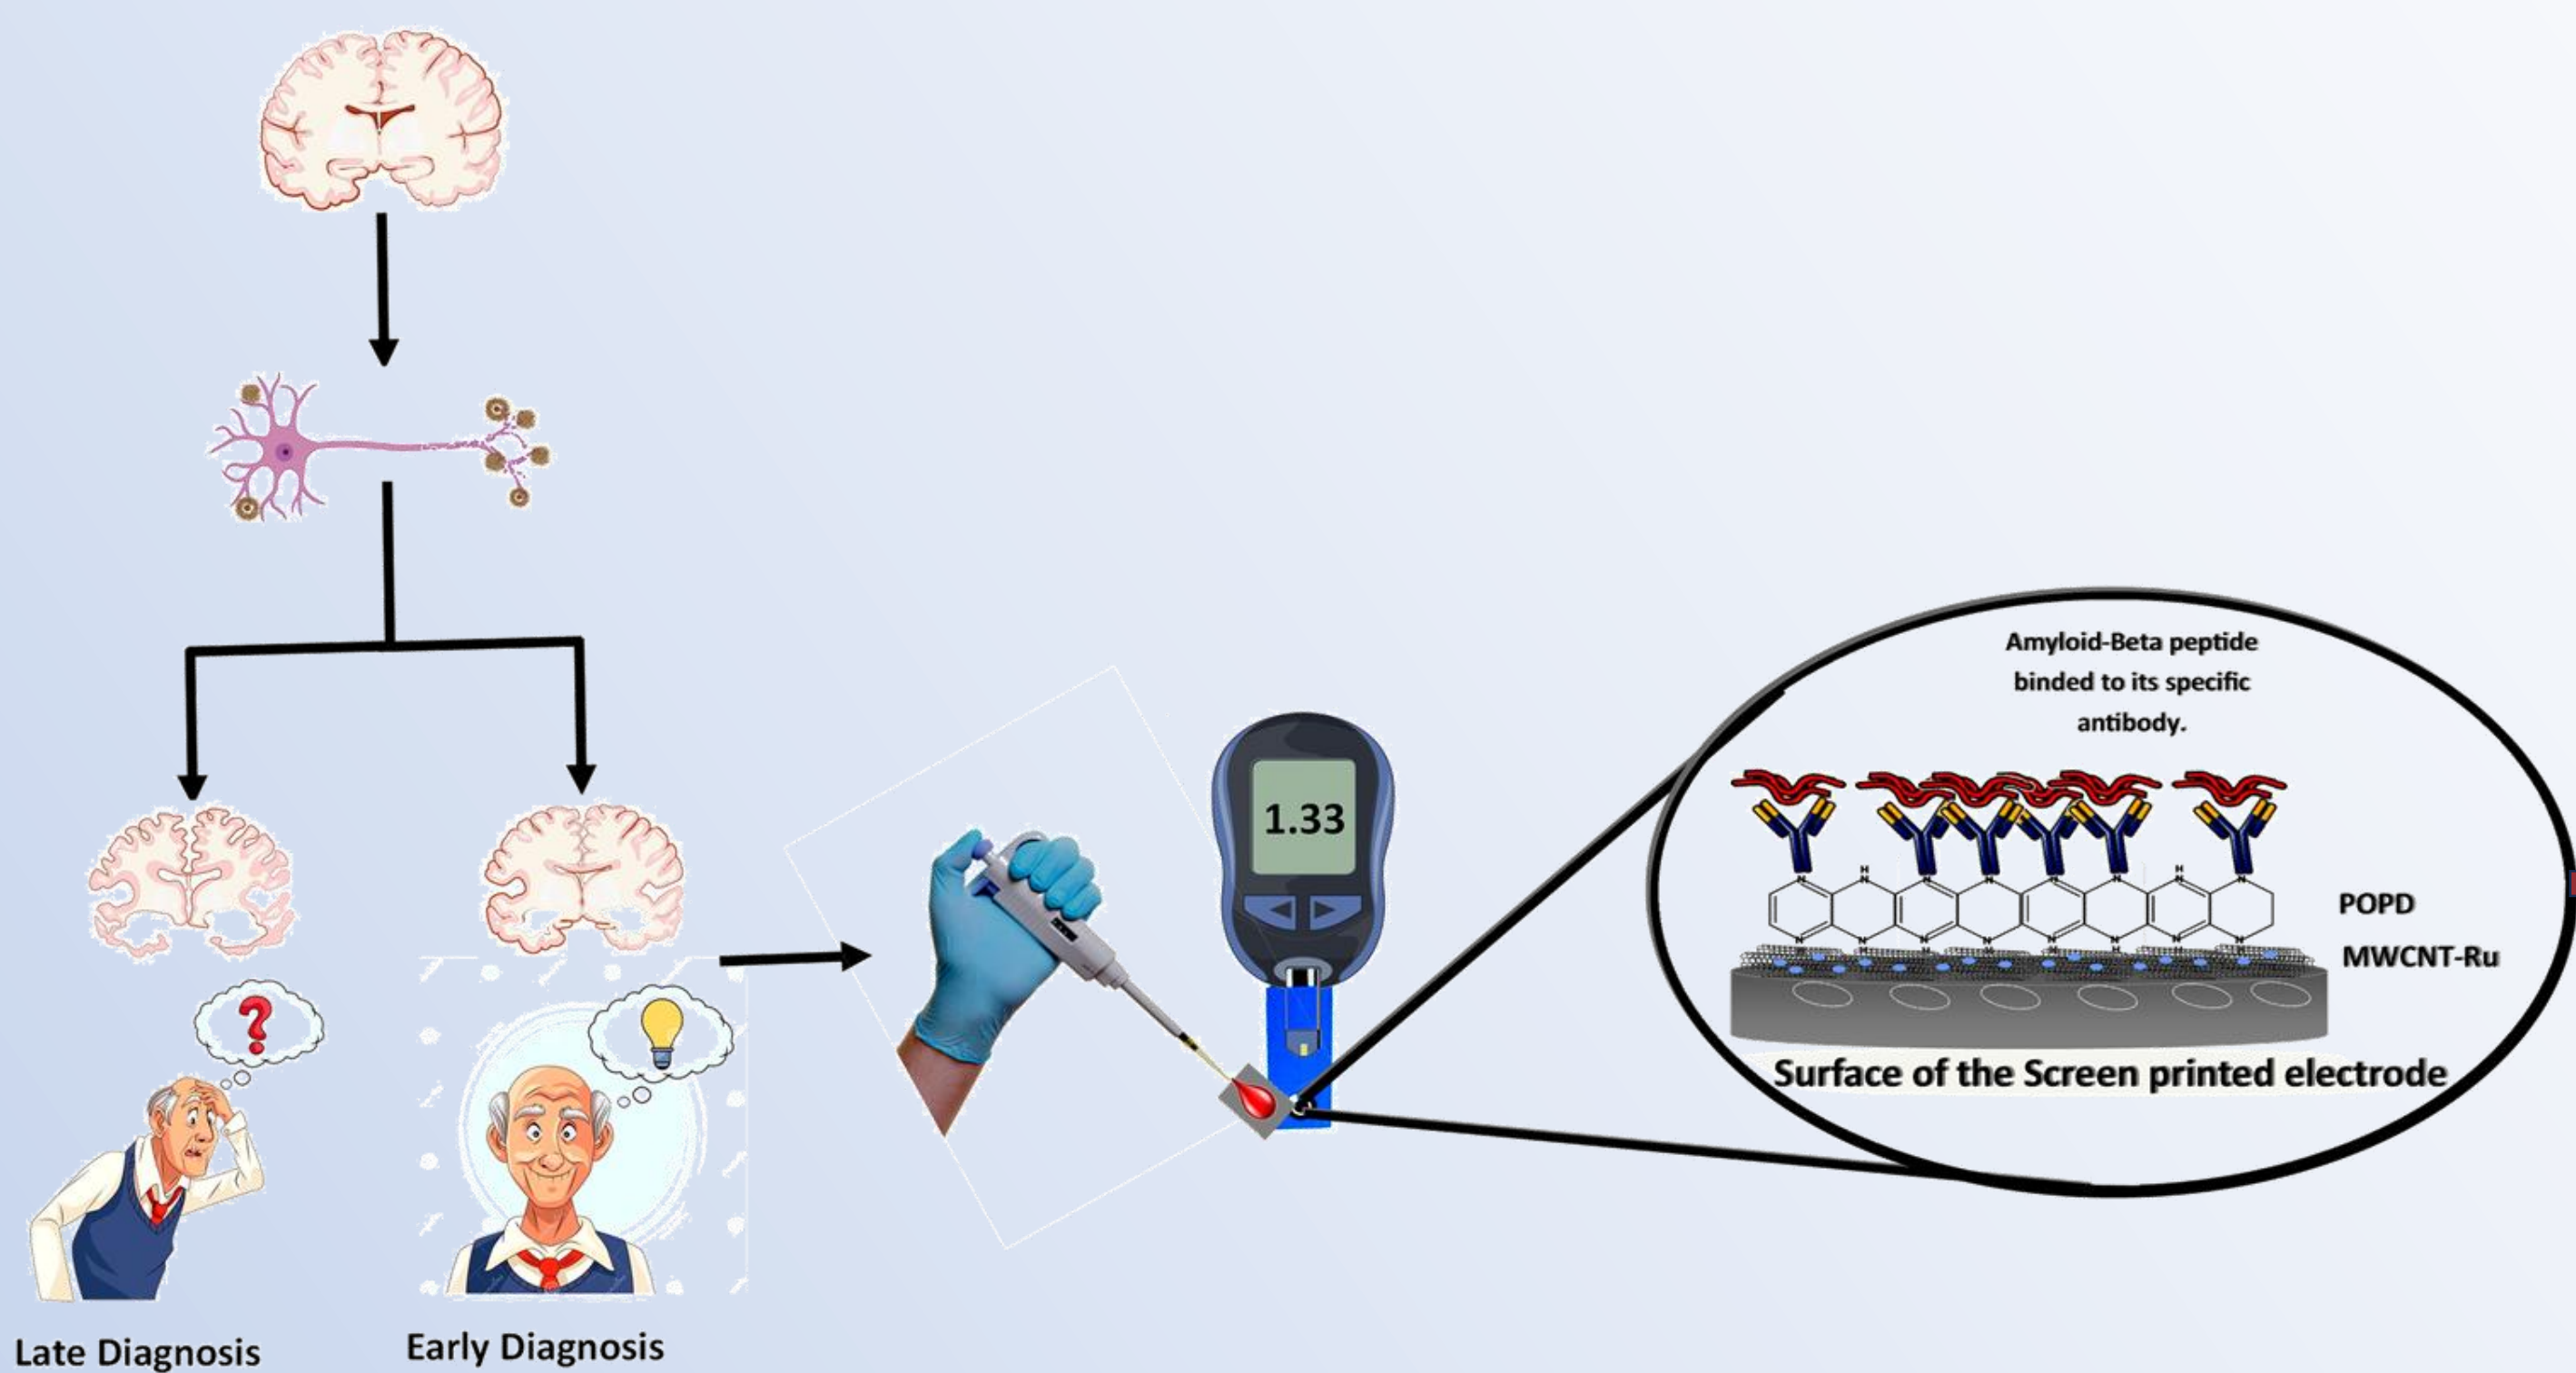 Amyloid-Beta peptide
binded to its specific
antibody.
1.33
H
H
N
N
N
N
N
N
N
N
POPD
N
N
N
N
N
N
N
N
H
H
H
H
H
H
MWCNT-Ru
Surface of the Screen printed electrode
?
Late Diagnosis
Early Diagnosis